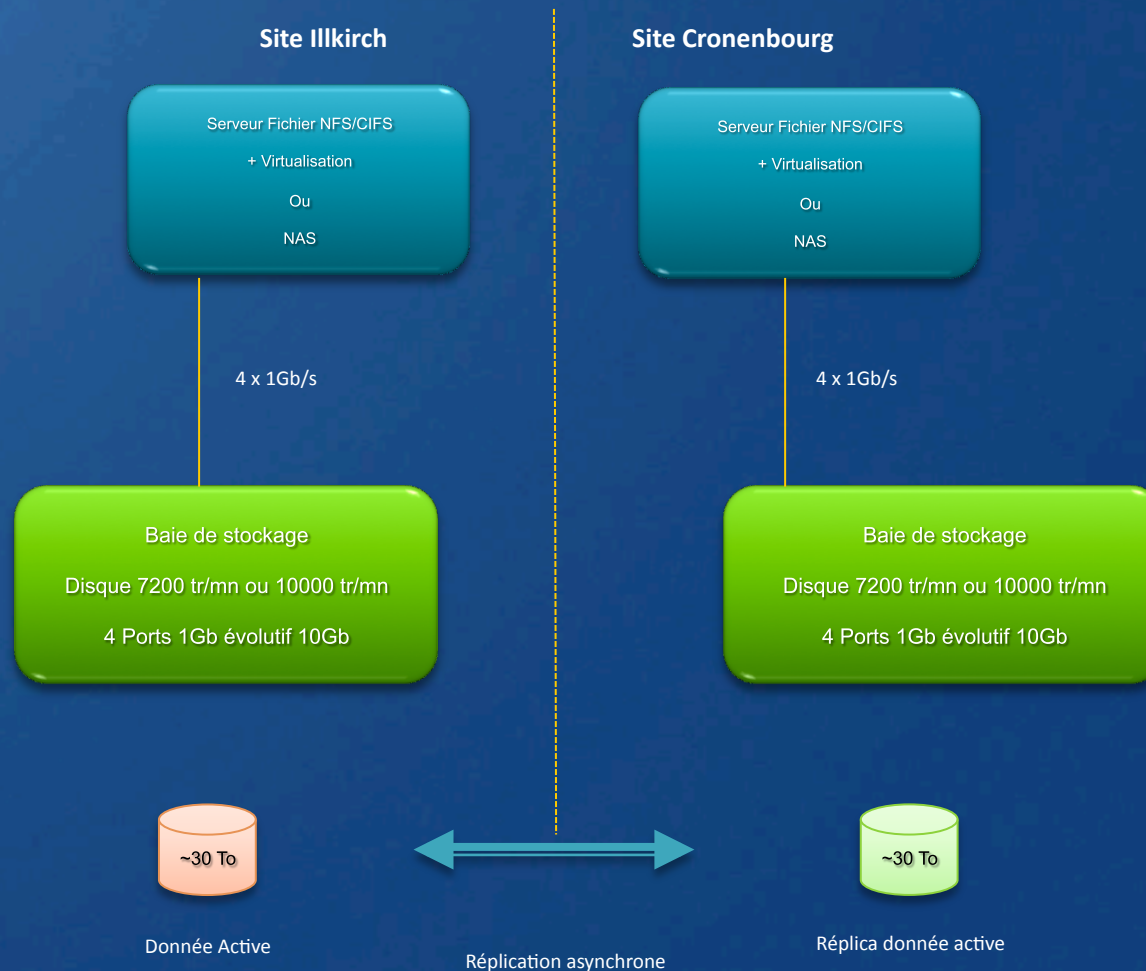 Site Illkirch
Site Cronenbourg
Serveur Fichier NFS/CIFS
+ Virtualisation
Ou
NAS
Serveur Fichier NFS/CIFS
+ Virtualisation
Ou
NAS
4 x 1Gb/s
4 x 1Gb/s
Baie de stockage
Disque 7200 tr/mn ou 10000 tr/mn
4 Ports 1Gb évolutif 10Gb
Baie de stockage
Disque 7200 tr/mn ou 10000 tr/mn
4 Ports 1Gb évolutif 10Gb
~30 To
~30 To
Donnée Active
Réplica donnée active
Réplication asynchrone